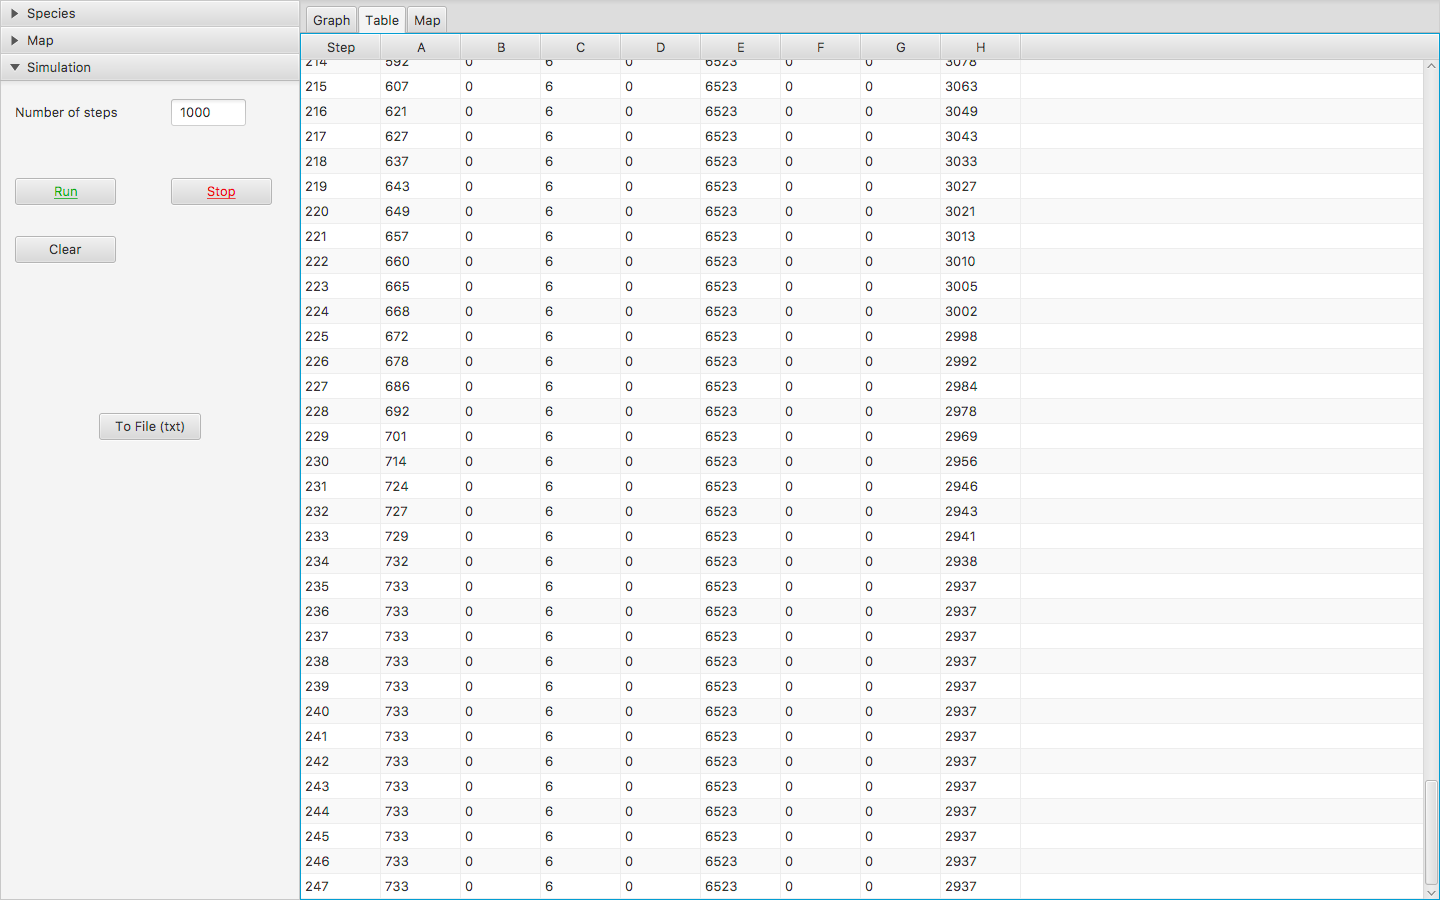 Species
Map
Simulation
Number of steps 1000
Run Stop
Clear
To File (txt)
Graph Table Map
Step A B C D E F G H
214 592 0 6 0 6523 0 0 3078
215 607 0 6 0 6523 0 0 3063
216 621 0 6 0 6523 0 0 3049
217 627 0 6 0 6523 0 0 3043
218 637 0 6 0 6523 0 0 3033
219 643 0 6 0 6523 0 0 3027
220 649 0 6 0 6523 0 0 3021
221 657 0 6 0 6523 0 0 3013
222 660 0 6 0 6523 0 0 3010
223 665 0 6 0 6523 0 0 3005
224 668 0 6 0 6523 0 0 3002
225 672 0 6 0 6523 0 0 2998
226 678 0 6 0 6523 0 0 2992
227 686 0 6 0 6523 0 0 2984
228 692 0 6 0 6523 0 0 2978
229 701 0 6 0 6523 0 0 2969
230 714 0 6 0 6523 0 0 2956
231 724 0 6 0 6523 0 0 2946
232 727 0 6 0 6523 0 0 2943
233 729 0 6 0 6523 0 0 2941
234 732 0 6 0 6523 0 0 2938
235 733 0 6 0 6523 0 0 2937
236 733 0 6 0 6523 0 0 2937
237 733 0 6 0 6523 0 0 2937
238 733 0 6 0 6523 0 0 2937
239 733 0 6 0 6523 0 0 2937
240 733 0 6 0 6523 0 0 2937
241 733 0 6 0 6523 0 0 2937
242 733 0 6 0 6523 0 0 2937
243 733 0 6 0 6523 0 0 2937
244 733 0 6 0 6523 0 0 2937
245 733 0 6 0 6523 0 0 2937
246 733 0 6 0 6523 0 0 2937
247 733 0 6 0 6523 0 0 2937